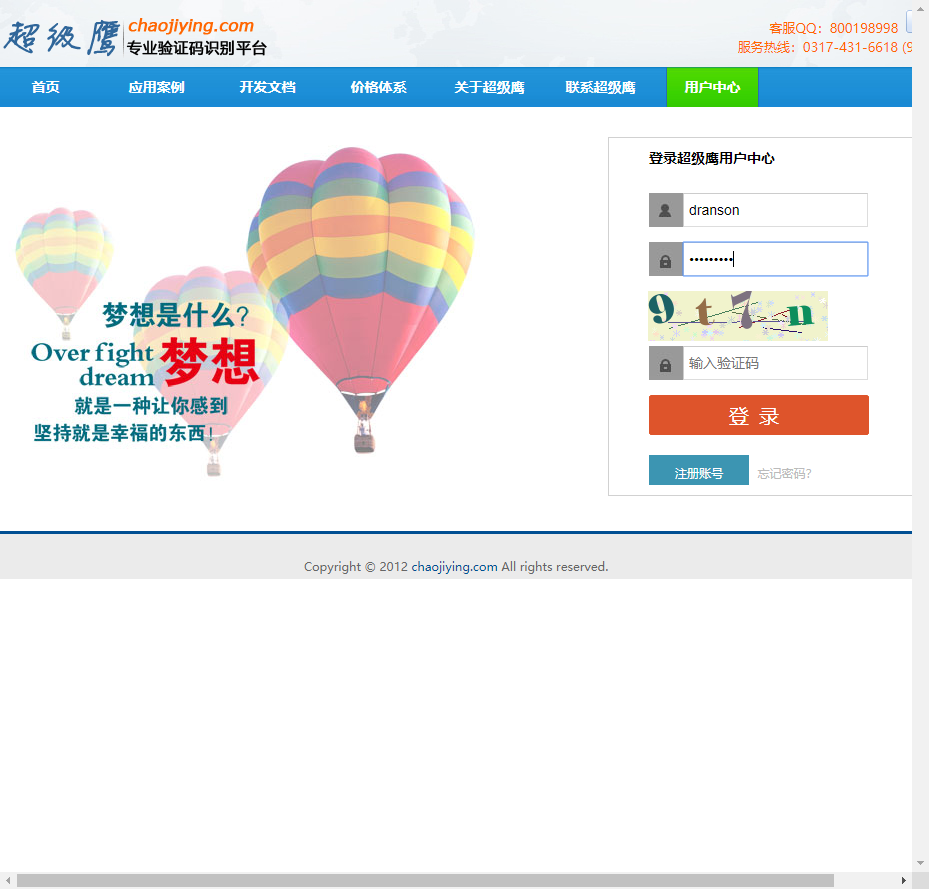 超级鹰
chaojiying.com
专业验证码识别平台
客服QQ：800198998
服务热线：0317-431-6618 (9
首页 应用案例 开发文档 价格体系 关于超级鹰 联系超级鹰 用户中心
梦想是什么?
Over fight
dream
梦想
就是一种让你感到
坚持就是幸福的东西!
登录超级鹰用户中心
dranson
•••••••••
9t7n
输入验证码
登 录
注册账号 忘记密码?
Copyright © 2012 chaojiying.com All rights reserved.